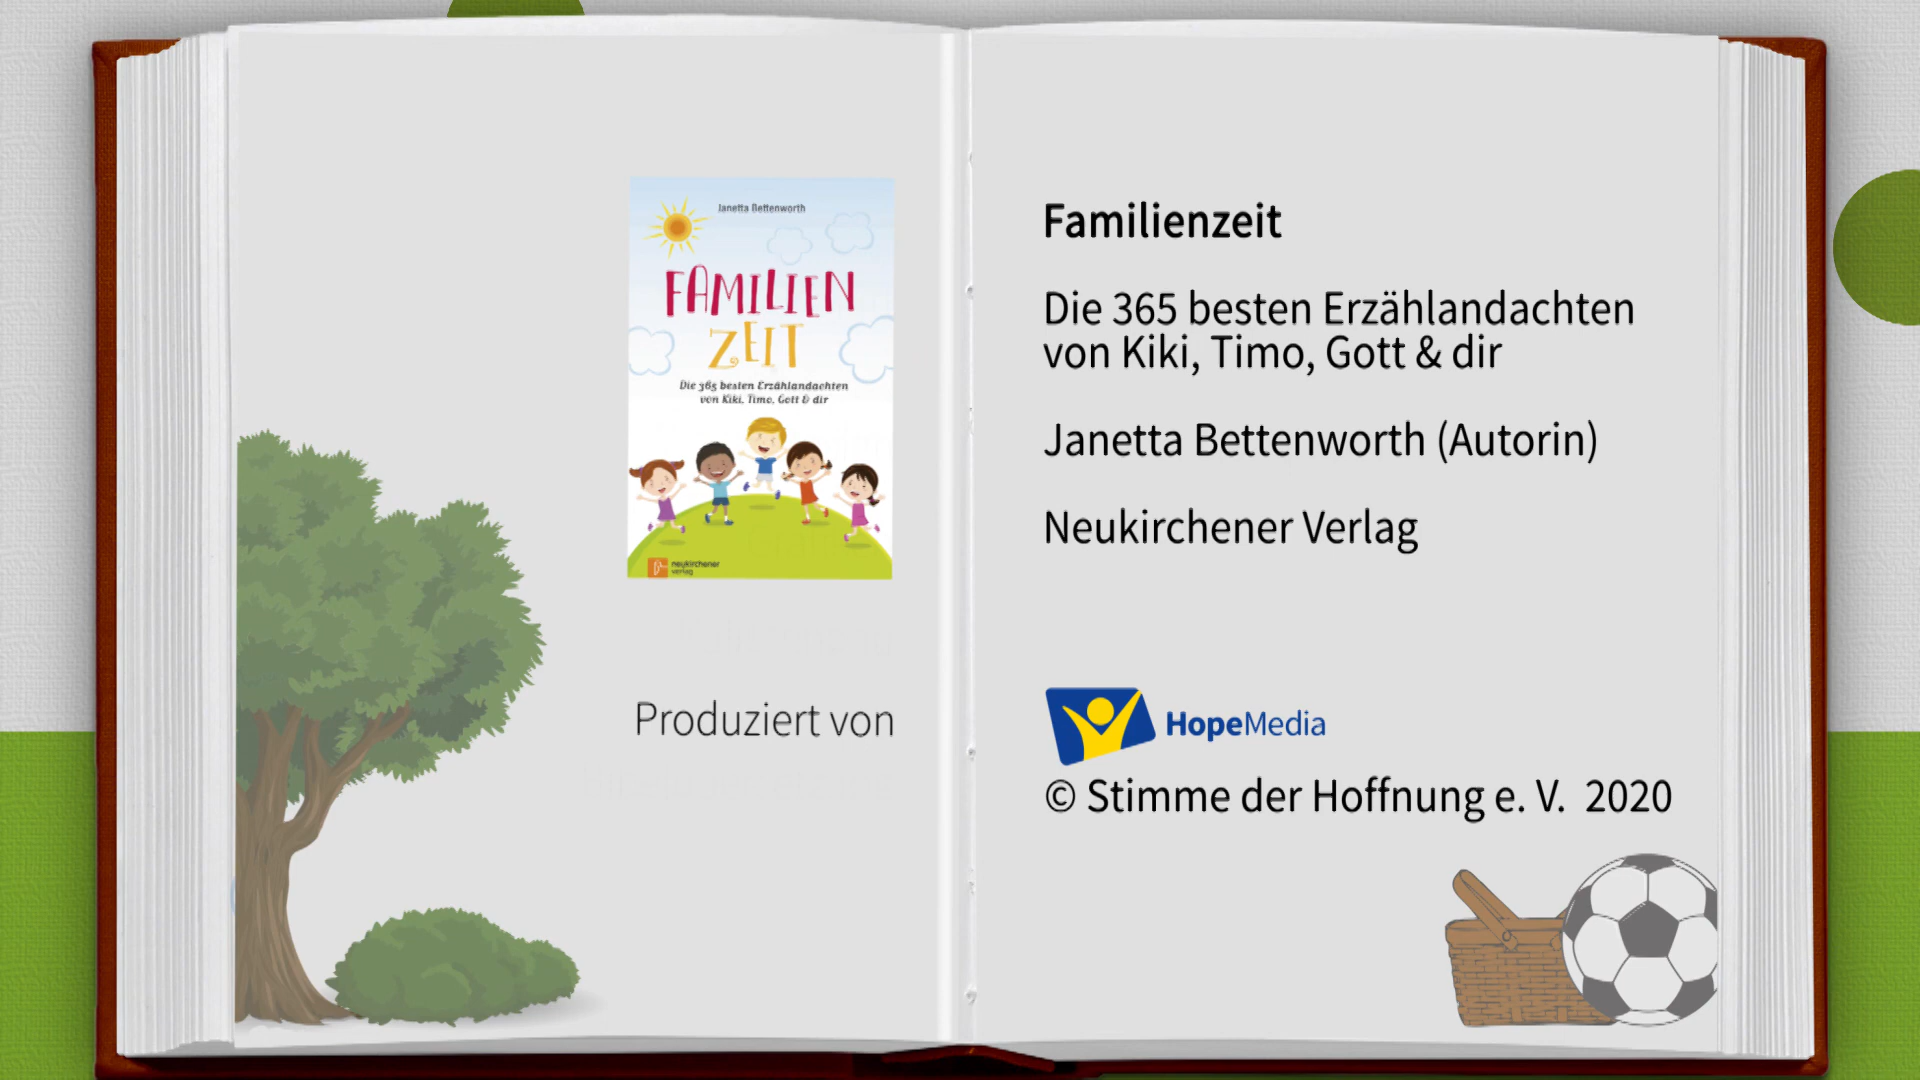 Janetta Bettenworth
FAMILIEN
ZEIT
Die 365 besten Erzählandachten
von Kiki, Timo, Gott & dir
neukirchener
verlag
Produziert von
Familienzeit
Die 365 besten Erzählandachten
von Kiki, Timo, Gott & dir
Janetta Bettenworth (Autorin)
Neukirchener Verlag
HopeMedia
© Stimme der Hoffnung e. V. 2020